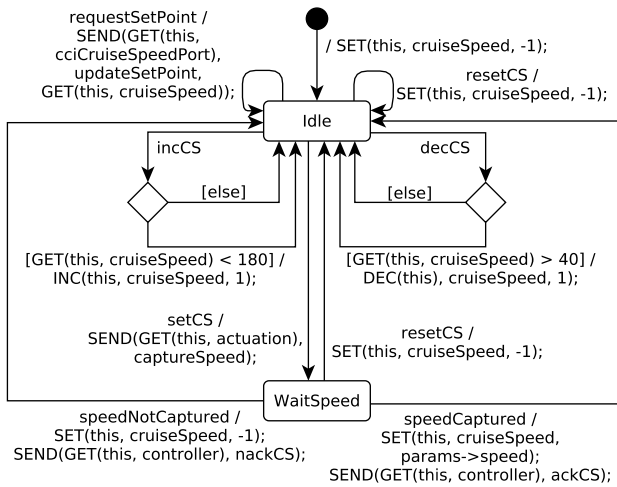 requestSetPoint /
SEND(GET(this,
cciCruiseSpeedPort),
updateSetPoint,
GET(this, cruiseSpeed));
/ SET(this, cruiseSpeed, -1);
resetCS /
SET(this, cruiseSpeed, -1);
Idle
incCS
decCS
[else]
[else]
[GET(this, cruiseSpeed) < 180] /
INC(this, cruiseSpeed, 1);
[GET(this, cruiseSpeed) > 40] /
DEC(this), cruiseSpeed, 1);
setCS /
SEND(GET(this, actuation),
captureSpeed);
resetCS /
SET(this, cruiseSpeed, -1);
WaitSpeed
speedNotCaptured /
SET(this, cruiseSpeed, -1);
SEND(GET(this, controller), nackCS);
speedCaptured /
SET(this, cruiseSpeed,
params->speed);
SEND(GET(this, controller), ackCS);